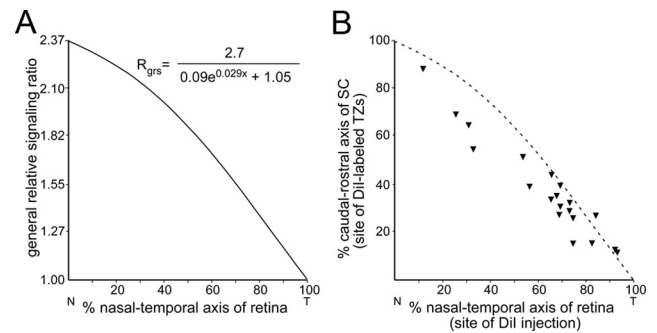 A
2.37
2.10
1.82
1.55
1.27
1.00
general relative signaling ratio
R_grs = 2.7 / 0.09e^0.029x + 1.05
20 40 60 80 100
N % nasal-temporal axis of retina T
B
100
80
60
40
20
% caudal-rostral axis of SC
(site of DiI-labeled TZs)
20 40 60 80 100
N % nasal-temporal axis of retina T
(site of DiI injection)